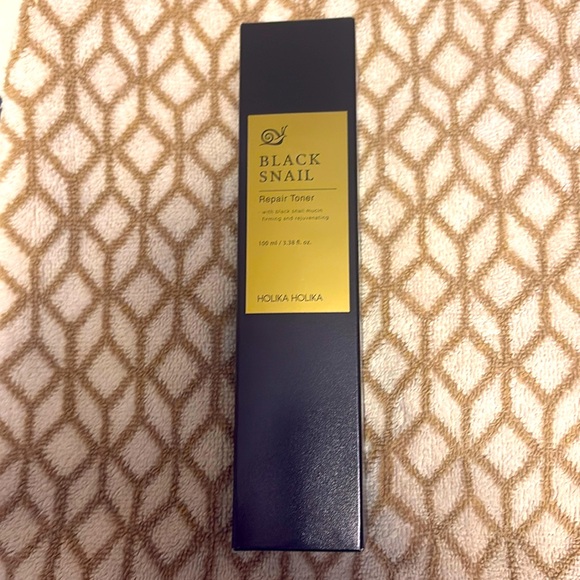 BLACK
SNAIL
Repair Toner
- with black snail mucin
- firming and rejuvenating
100 ml / 3.38 fl. oz.
HOLIKA HOLIKA